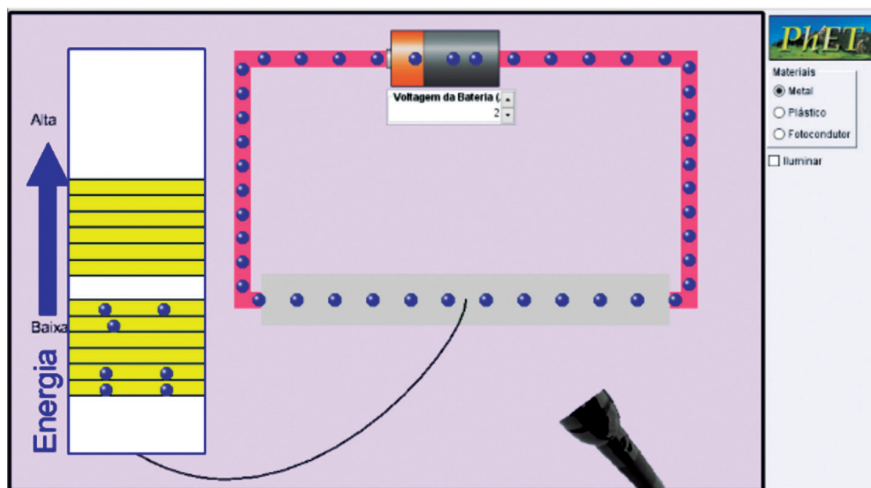 Alta
Baixa
Energia
Voltagem da Bateria (
2
PhET
Materiais
Metal
Plástico
Fotocondutor
Iluminar